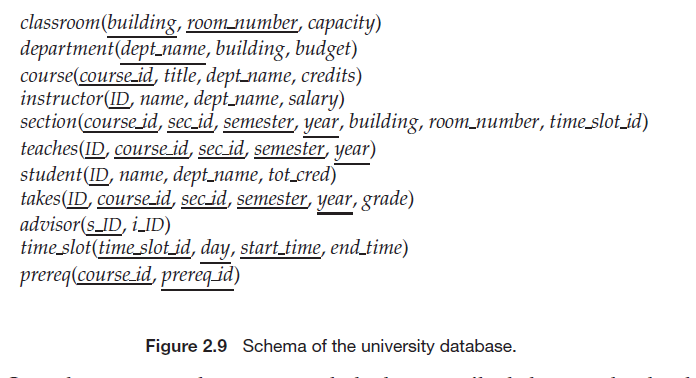 classroom(building, room_number, capacity)
department(dept_name, building, budget)
course(course_id, title, dept_name, credits)
instructor(ID, name, dept_name, salary)
section(course_id, sec_id, semester, year, building, room_number, time_slot_id)
teaches(ID, course_id, sec_id, semester, year)
student(ID, name, dept_name, tot_cred)
takes(ID, course_id, sec_id, semester, year, grade)
advisor(s_ID, i_ID)
time_slot(time_slot_id, day, start_time, end_time)
prereq(course_id, prereq_id)
Figure 2.9 Schema of the university database.